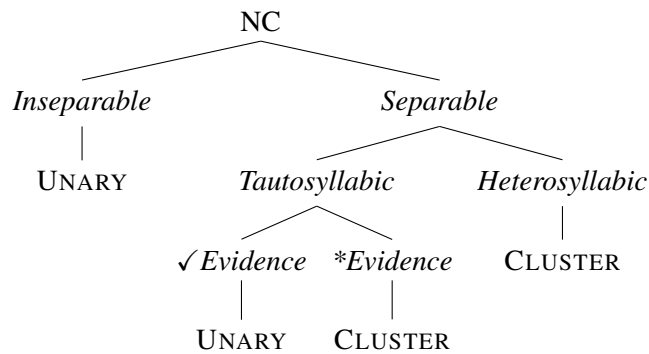 NC
Inseparable Separable
UNARY Tautosyllabic Heterosyllabic
✓Evidence *Evidence CLUSTER
UNARY CLUSTER